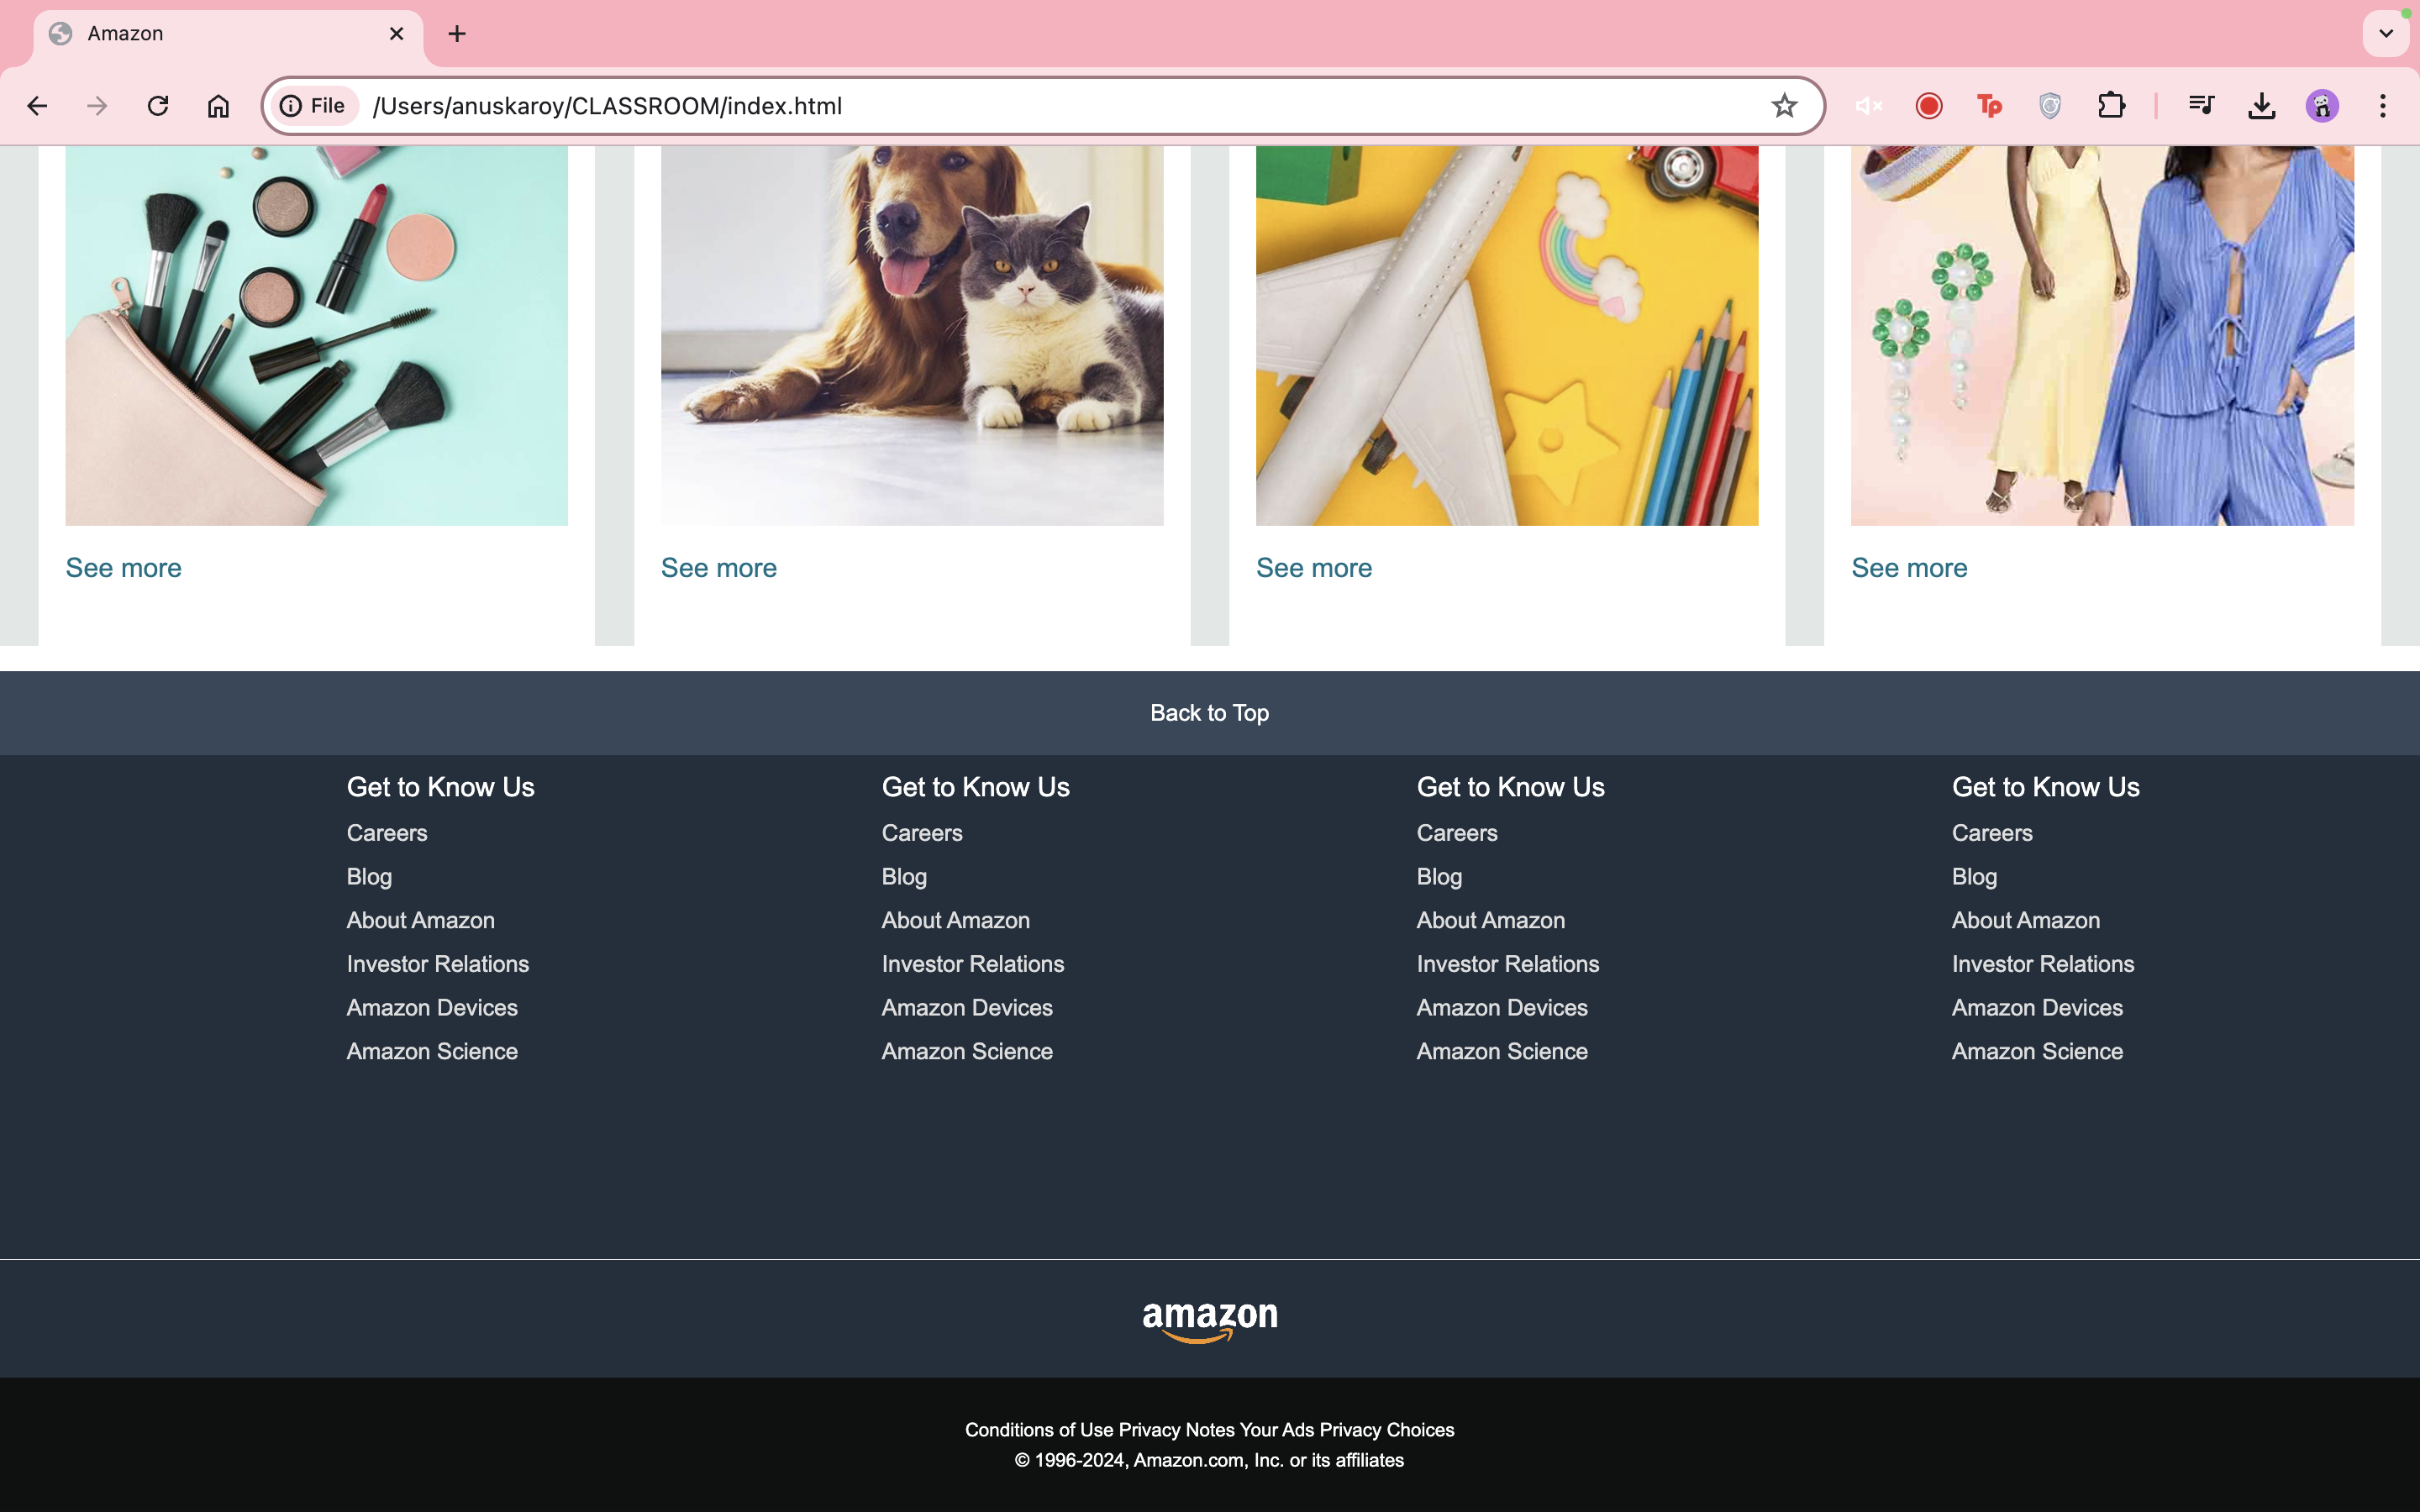 Amazon
File /Users/anuskaroy/CLASSROOM/index.html
Tp
See more See more See more See more
Back to Top
Get to Know Us Get to Know Us Get to Know Us Get to Know Us
Careers Careers Careers Careers
Blog Blog Blog Blog
About Amazon About Amazon About Amazon About Amazon
Investor Relations Investor Relations Investor Relations Investor Relations
Amazon Devices Amazon Devices Amazon Devices Amazon Devices
Amazon Science Amazon Science Amazon Science Amazon Science
amazon
Conditions of Use Privacy Notes Your Ads Privacy Choices
© 1996-2024, Amazon.com, Inc. or its affiliates